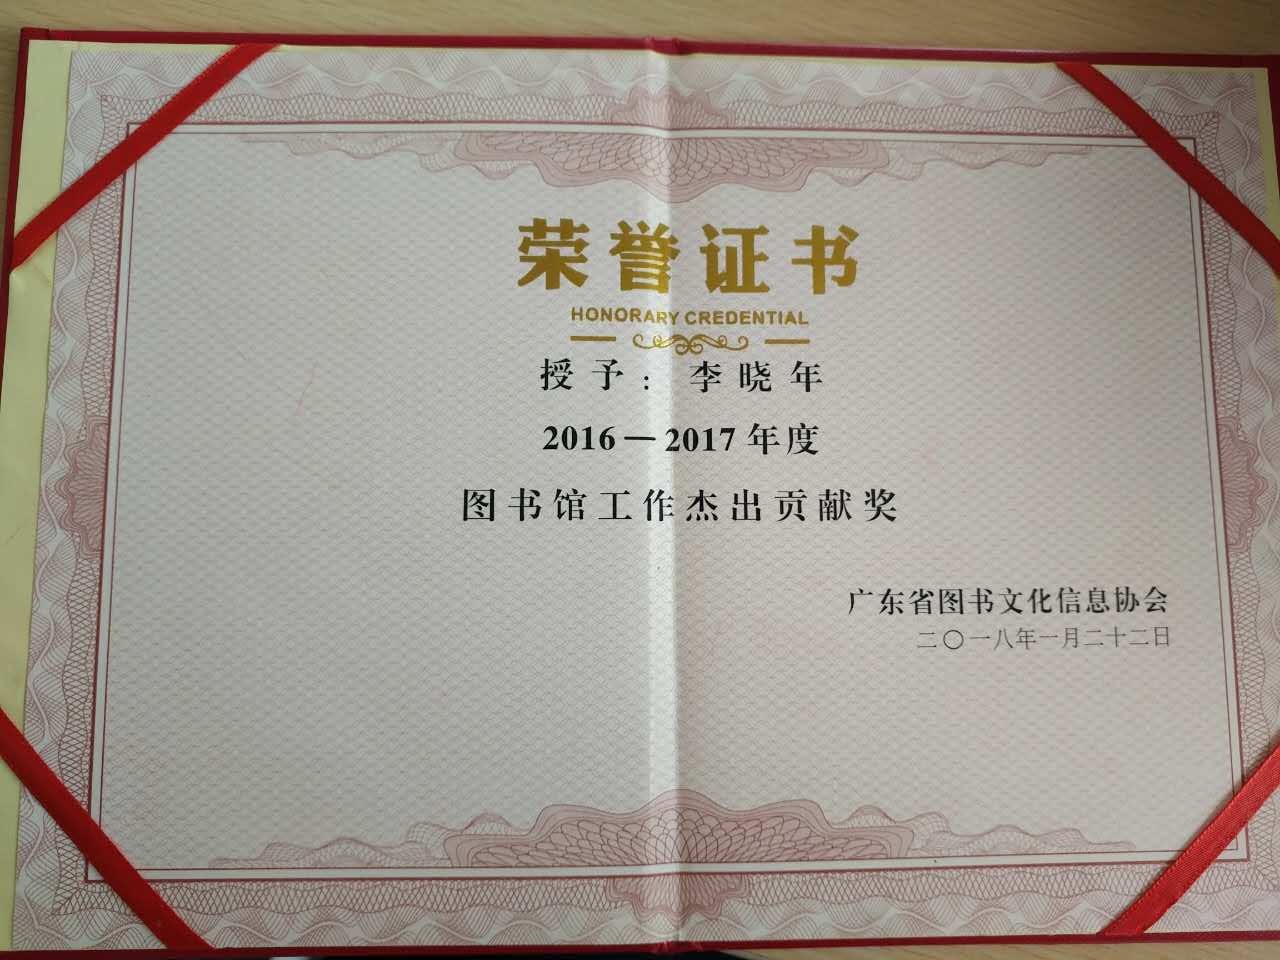 荣誉证书
HONORARY CREDENTIAL
授予：李晓年
2016—2017年度
图书馆工作杰出贡献奖
广东省图书文化信息协会
二〇一八年一月二十二日